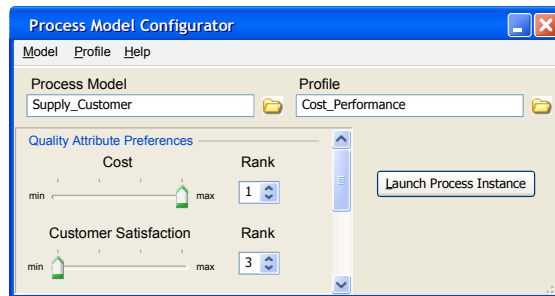 Process Model Configurator
Model Profile Help
Process Model Profile
Supply_Customer Cost_Performance
Quality Attribute Preferences
Cost Rank
min max 1
Launch Process Instance
Customer Satisfaction Rank
min max 3